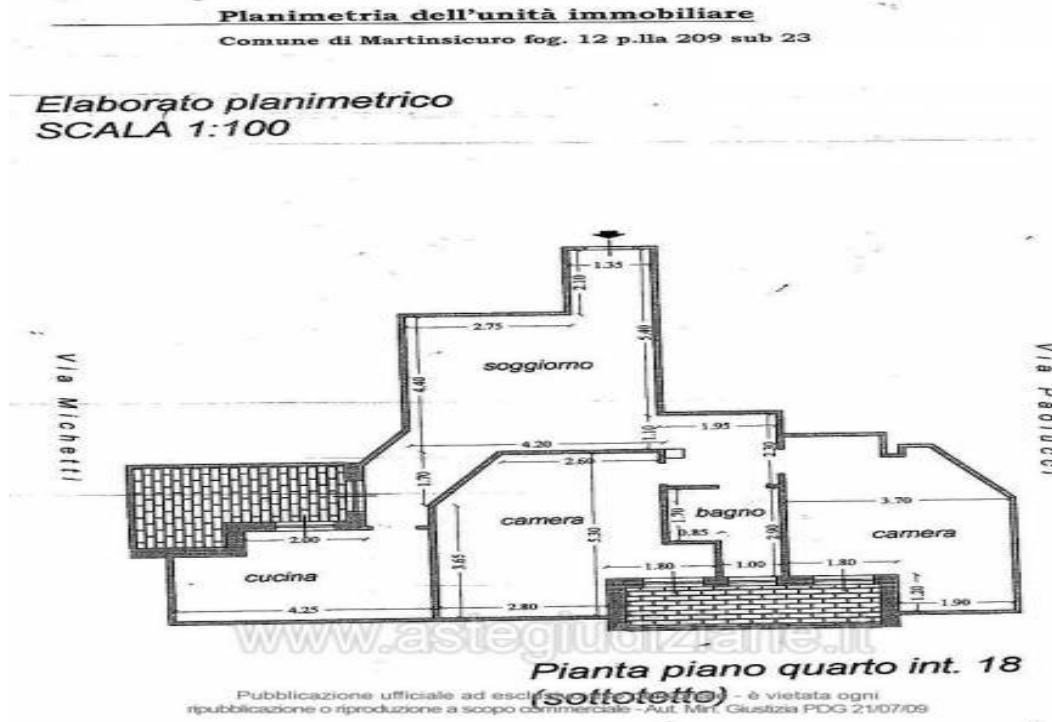 Planimetria dell'unità immobiliare
Comune di Martinsicuro fog. 12 p.lla 209 sub 23
Elaborato planimetrico
SCALA 1:100
1.35
2.10
2.75
5.40
soggiorno
4.40
Via Michetti
Via Paolucci
4.20
1.10
1.95
2.60
2.30
1.70
camera
5.30
1.70
bagno
0.85
2.90
3.70
camera
2.00
3.65
cucina
1.80
1.00
1.80
1.20
4.25
2.80
1.90
www.astegiudiziarie.it
Pianta piano quarto int. 18
(sottotetto)
Pubblicazione ufficiale ad uso - è vietata ogni
ripubblicazione o riproduzione a scopo commerciale - Aut. Min. Giustizia PDG 21/07/09